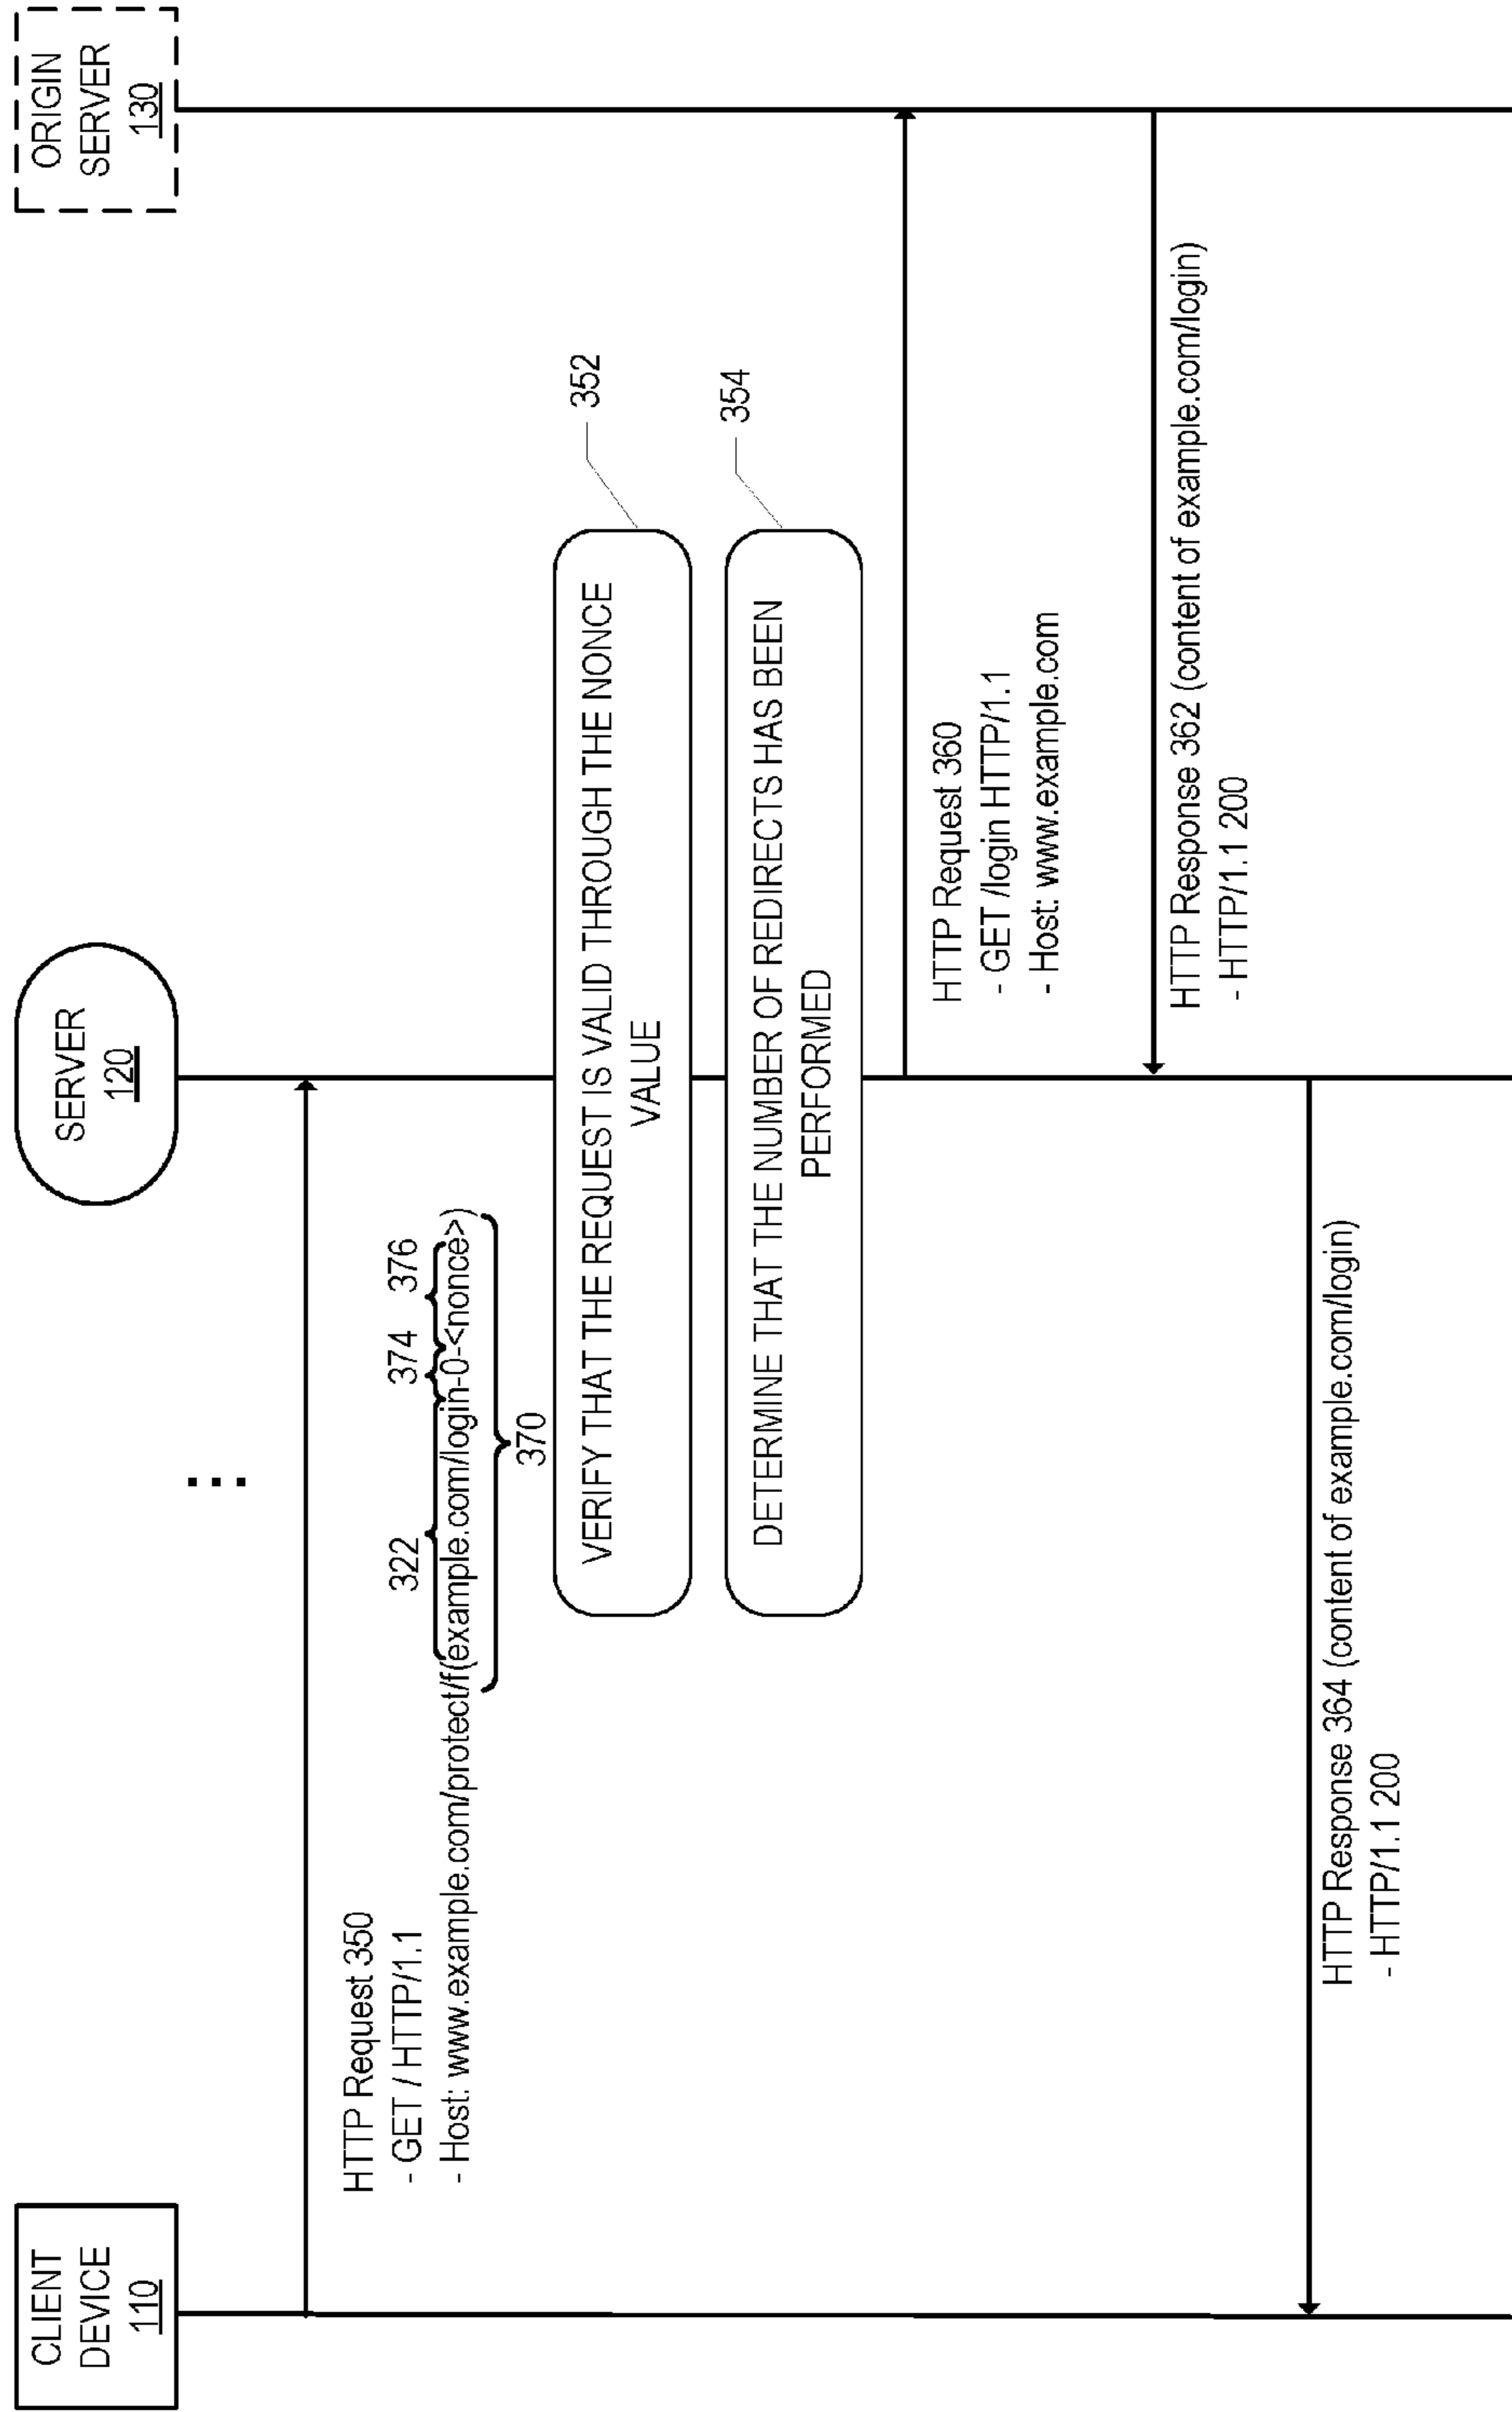 CLIENT
DEVICE
110
SERVER
120
ORIGIN
SERVER
130
...
HTTP Request 350
- GET / HTTP/1.1
322 374 376
- Host: www.example.com/protect/f(example.com/login-0-<nonce>)
370
VERIFY THAT THE REQUEST IS VALID THROUGH THE NONCE
VALUE
352
DETERMINE THAT THE NUMBER OF REDIRECTS HAS BEEN
PERFORMED
354
HTTP Request 360
- GET /login HTTP/1.1
- Host: www.example.com
HTTP Response 362 (content of example.com/login)
- HTTP/1.1 200
HTTP Response 364 (content of example.com/login)
- HTTP/1.1 200